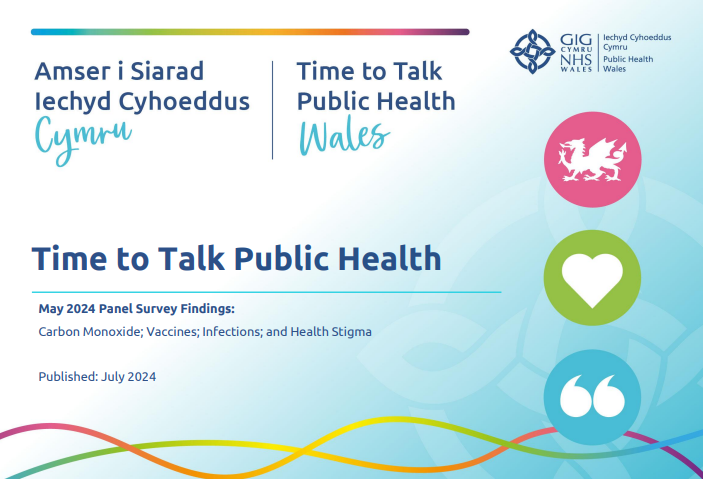 Amser i Siarad
Iechyd Cyhoeddus
Cymru
Time to Talk
Public Health
Wales
GIG
CYMRU
NHS
WALES
Iechyd Cyhoeddus
Cymru
Public Health
Wales
Time to Talk Public Health
May 2024 Panel Survey Findings:
Carbon Monoxide; Vaccines; Infections; and Health Stigma
Published: July 2024